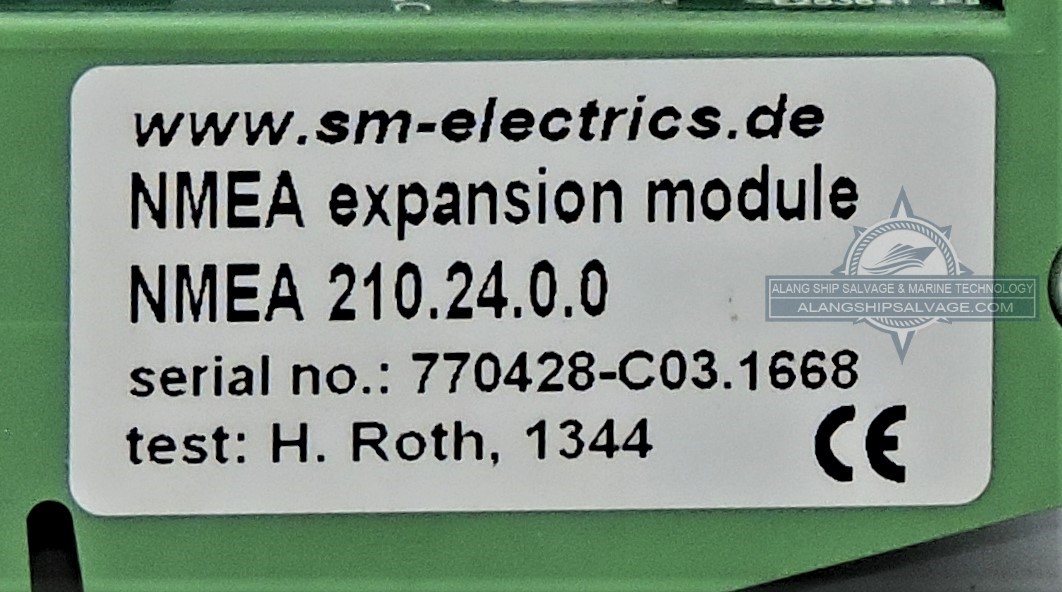 www.sm-electrics.de
NMEA expansion module
NMEA 210.24.0.0
serial no.: 770428-C03.1668
test: H. Roth, 1344
CE
ALANG SHIP SALVAGE & MARINE TECHNOLOGY
ALANGSHIPSALVAGE.COM